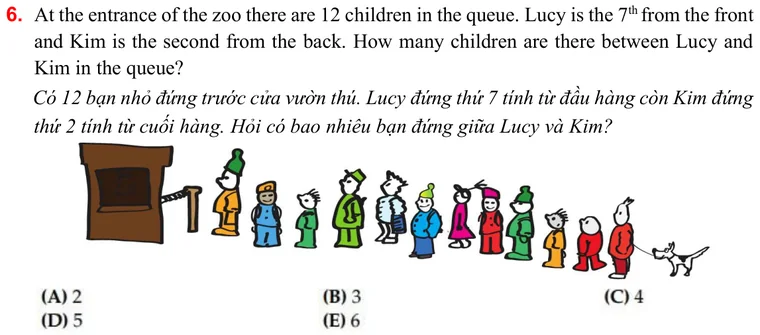 6. At the entrance of the zoo there are 12 children in the queue. Lucy is the 7th from the front
and Kim is the second from the back. How many children are there between Lucy and
Kim in the queue?
Có 12 bạn nhỏ đứng trước cửa vườn thú. Lucy đứng thứ 7 tính từ đầu hàng còn Kim đứng
thứ 2 tính từ cuối hàng. Hỏi có bao nhiêu bạn đứng giữa Lucy và Kim?
(A) 2 (B) 3 (C) 4
(D) 5 (E) 6